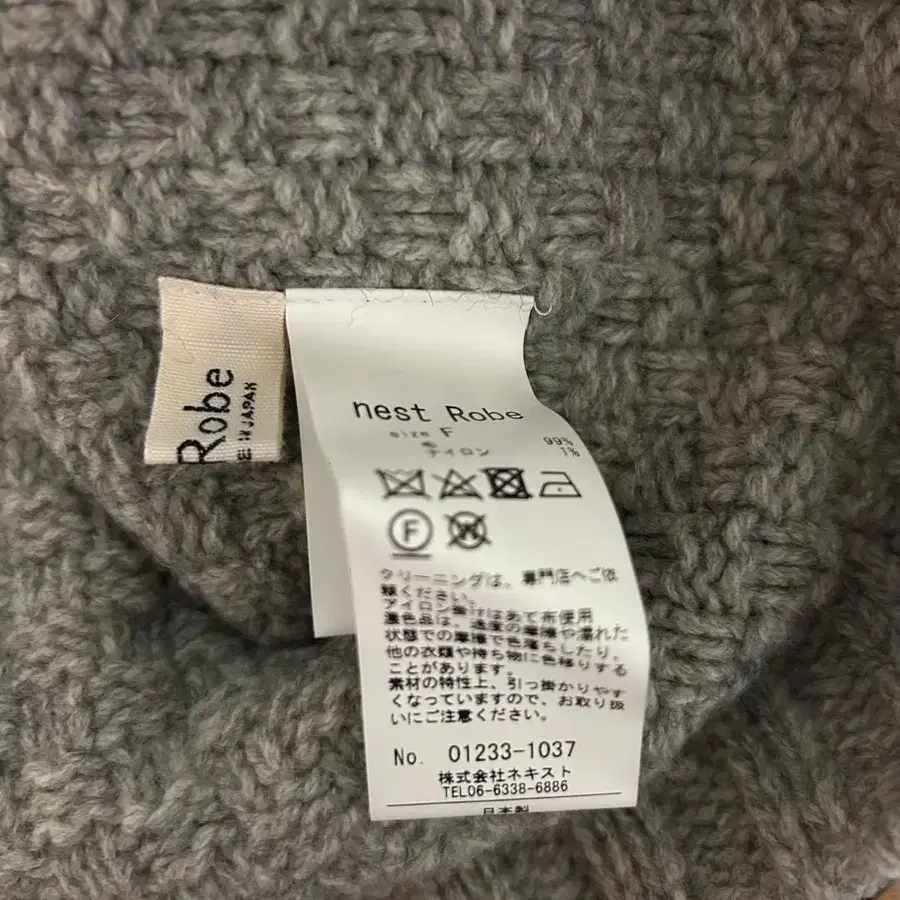 Robe
JAPAN
nest Robe
size F
毛 99%
ナイロン 1%
F
W
クリーニングは、専門店へご依
頼ください。
アイロン掛けはあて布使用
濃色品は、過度の摩擦や濡れた
状態での摩擦で色落ちしたり、
他の衣類や持ち物に色移りする
ことがあります。
素材の特性上、引っ掛かりやす
くなっていますので、お取り扱
いにご注意ください。
No. 01233-1037
株式会社ネキスト
TEL06-6338-6886
日本製